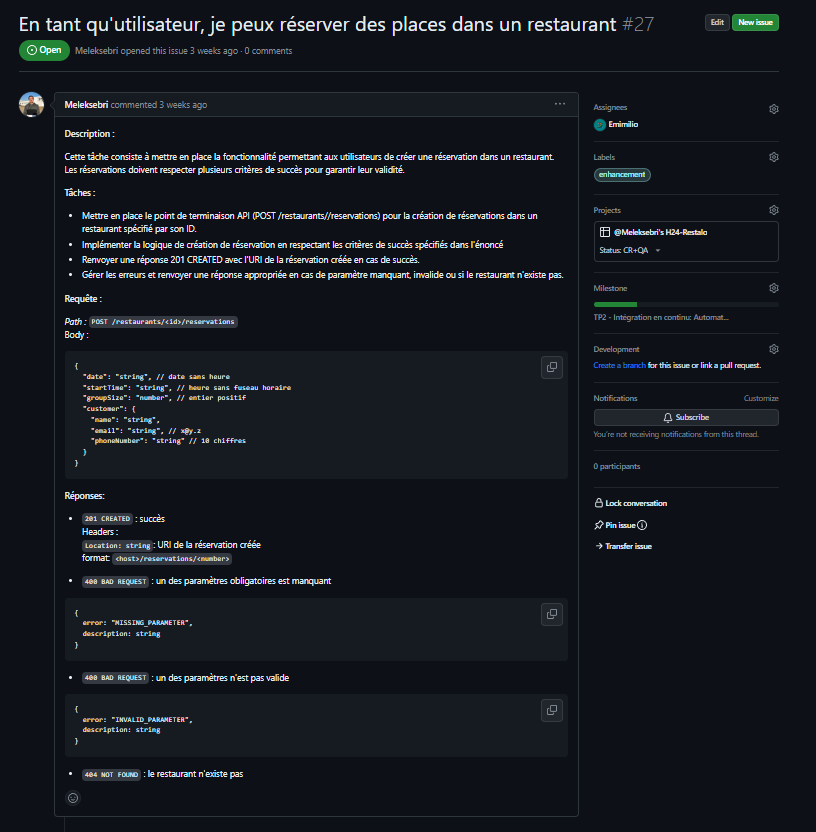 En tant qu'utilisateur, je peux réserver des places dans un restaurant #27
Edit
New issue
Open
Meleksebri opened this issue 3 weeks ago · 0 comments
Meleksebri commented 3 weeks ago
Description :
Cette tâche consiste à mettre en place la fonctionnalité permettant aux utilisateurs de créer une réservation dans un restaurant.
Les réservations doivent respecter plusieurs critères de succès pour garantir leur validité.
Tâches :
• Mettre en place le point de terminaison API (POST /restaurants//reservations) pour la création de réservations dans un
restaurant spécifié par son ID.
• Implémenter la logique de création de réservation en respectant les critères de succès spécifiés dans l'énoncé
• Renvoyer une réponse 201 CREATED avec l'URI de la réservation créée en cas de succès.
• Gérer les erreurs et renvoyer une réponse appropriée en cas de paramètre manquant, invalide ou si le restaurant n'existe pas.
Requête :
Path : POST /restaurants/<id>/reservations
Body :
{
"date": "string", // date sans heure
"startTime": "string", // heure sans fuseau horaire
"groupSize": "number", // entier positif
"customer": {
"name": "string",
"email": "string", // x@y.z
"phoneNumber": "string" // 10 chiffres
}
}
Réponses:
• 201 CREATED : succès
Headers :
Location: string : URI de la réservation créée
format: <host>/reservations/<number>
• 400 BAD REQUEST : un des paramètres obligatoires est manquant
{
error: "MISSING_PARAMETER",
description: string
}
• 400 BAD REQUEST : un des paramètres n'est pas valide
{
error: "INVALID_PARAMETER",
description: string
}
• 404 NOT FOUND : le restaurant n'existe pas
Assignees
Emimilio
Labels
enhancement
Projects
@Meleksebri's H24-Restalo
Status: CR+QA
Milestone
TP2 - Intégration en continu: Automat...
Development
Create a branch for this issue or link a pull request.
Notifications
Customize
Subscribe
You're not receiving notifications from this thread.
0 participants
Lock conversation
Pin issue
Transfer issue